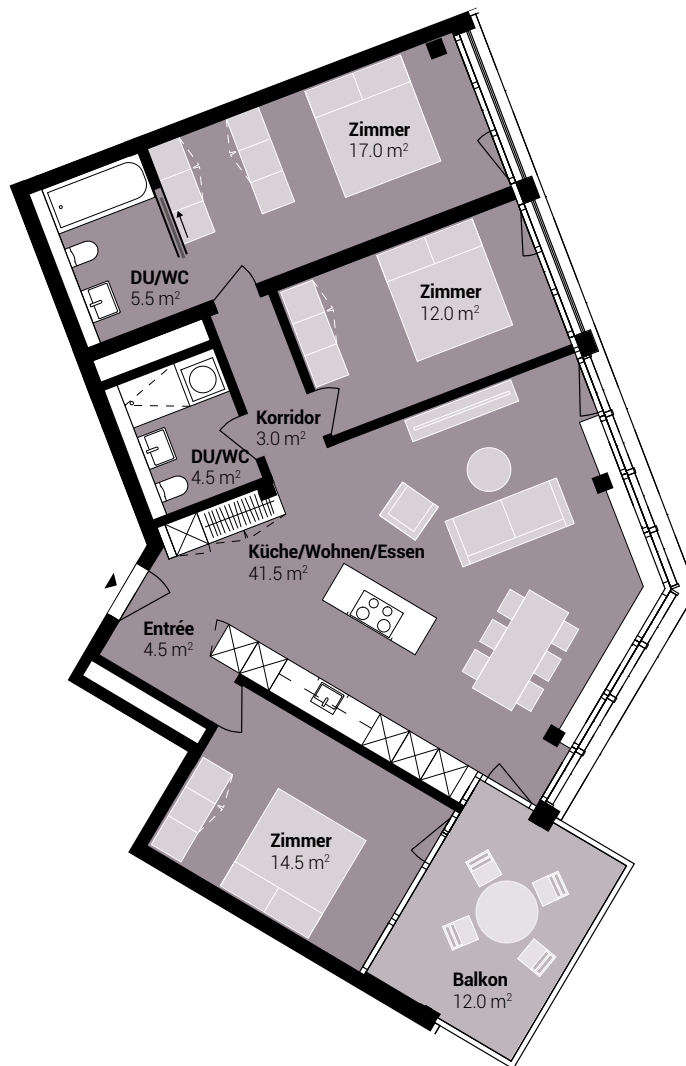 Zimmer
17.0 m²
Zimmer
12.0 m²
DU/WC
5.5 m²
Korridor
3.0 m²
DU/WC
4.5 m²
Küche/Wohnen/Essen
41.5 m²
Entrée
4.5 m²
Zimmer
14.5 m²
Balkon
12.0 m²